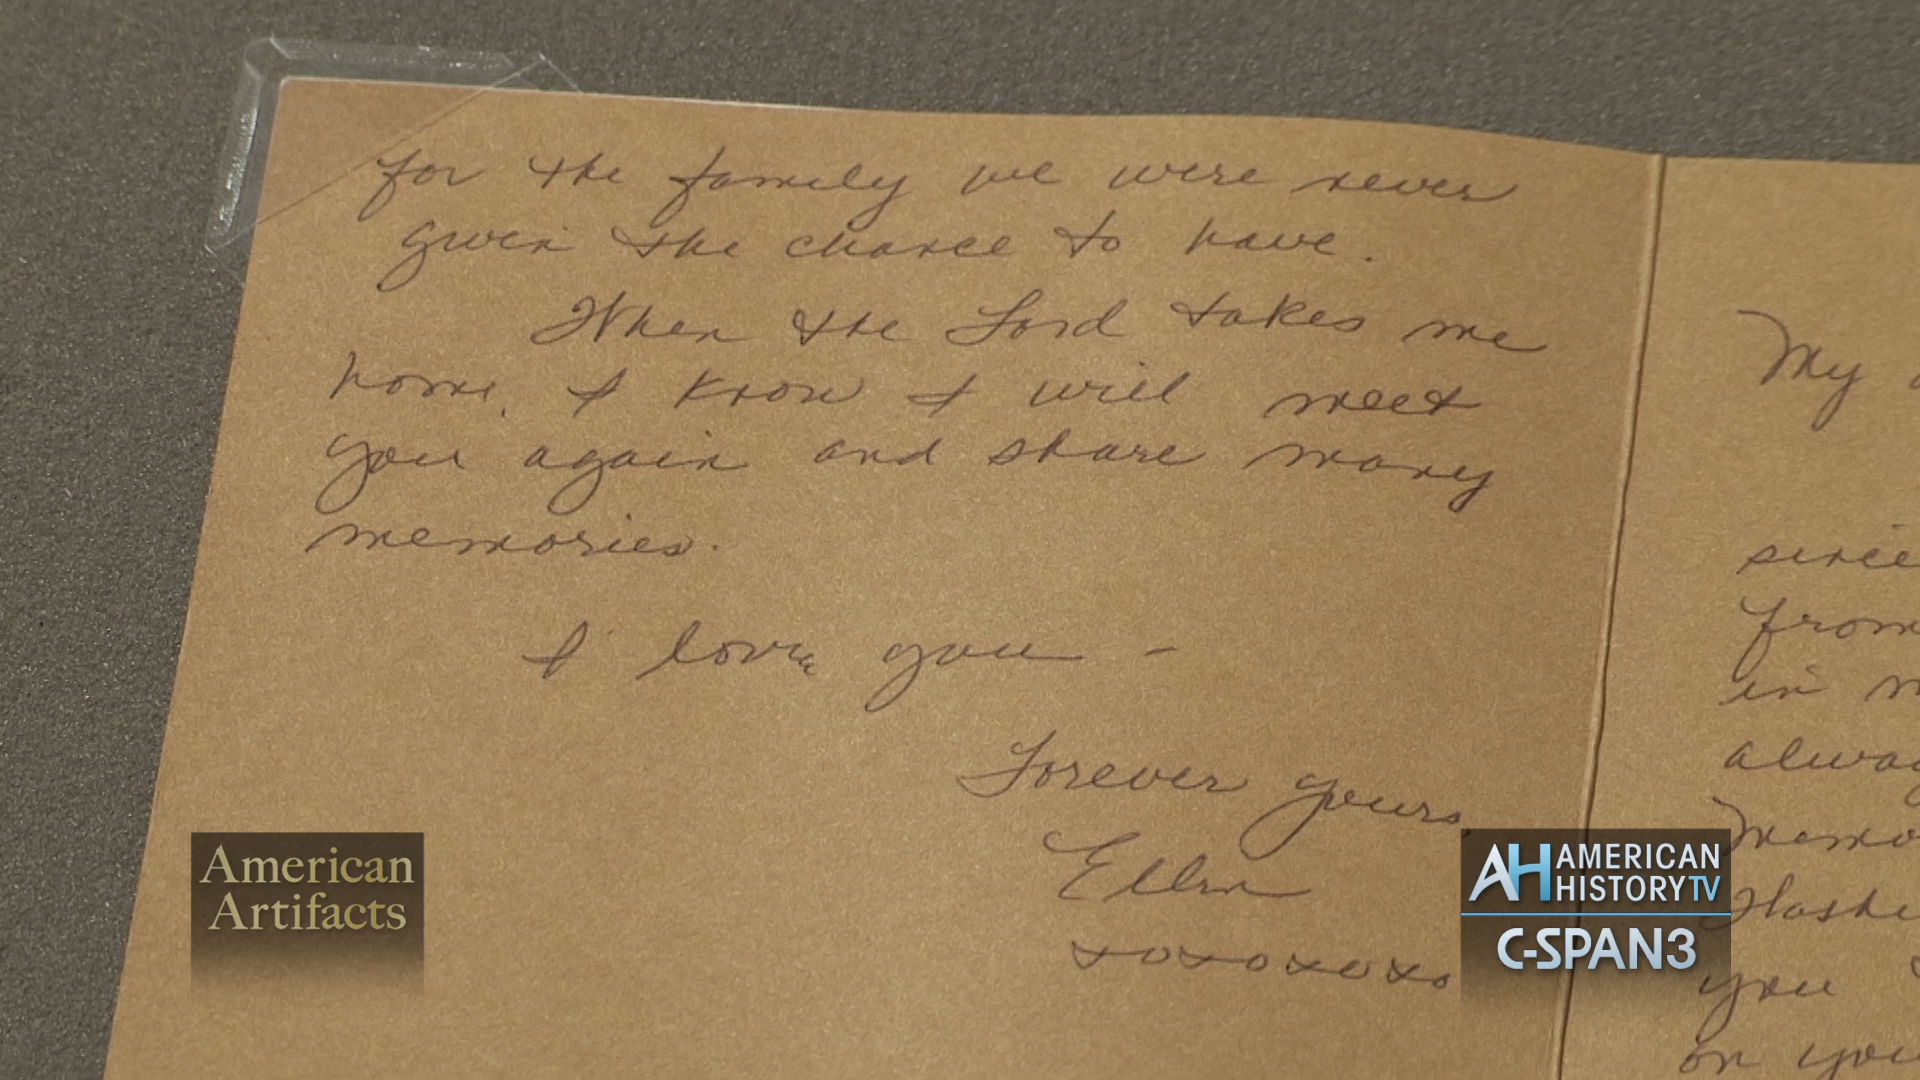 for the family we were never
given the chance to have.
When the Lord takes me
home, I know I will meet
you again and share many
memories.
I love you -
Forever yours,
Ellen
xoxoxoxo
My
since
from
in
you
on
American
Artifacts
AH AMERICAN
HISTORY TV
C-SPAN3